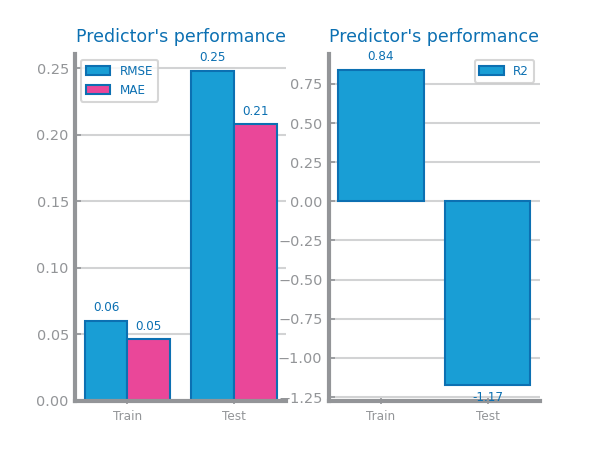 Predictor's performance
0.25
RMSE
MAE
0.21
0.06
0.05
0.25
0.20
0.15
0.10
0.05
0.00
Train
Test
Predictor's performance
0.84
R2
-1.17
0.75
0.50
0.25
0.00
−0.25
−0.50
−0.75
−1.00
−1.25
Train
Test